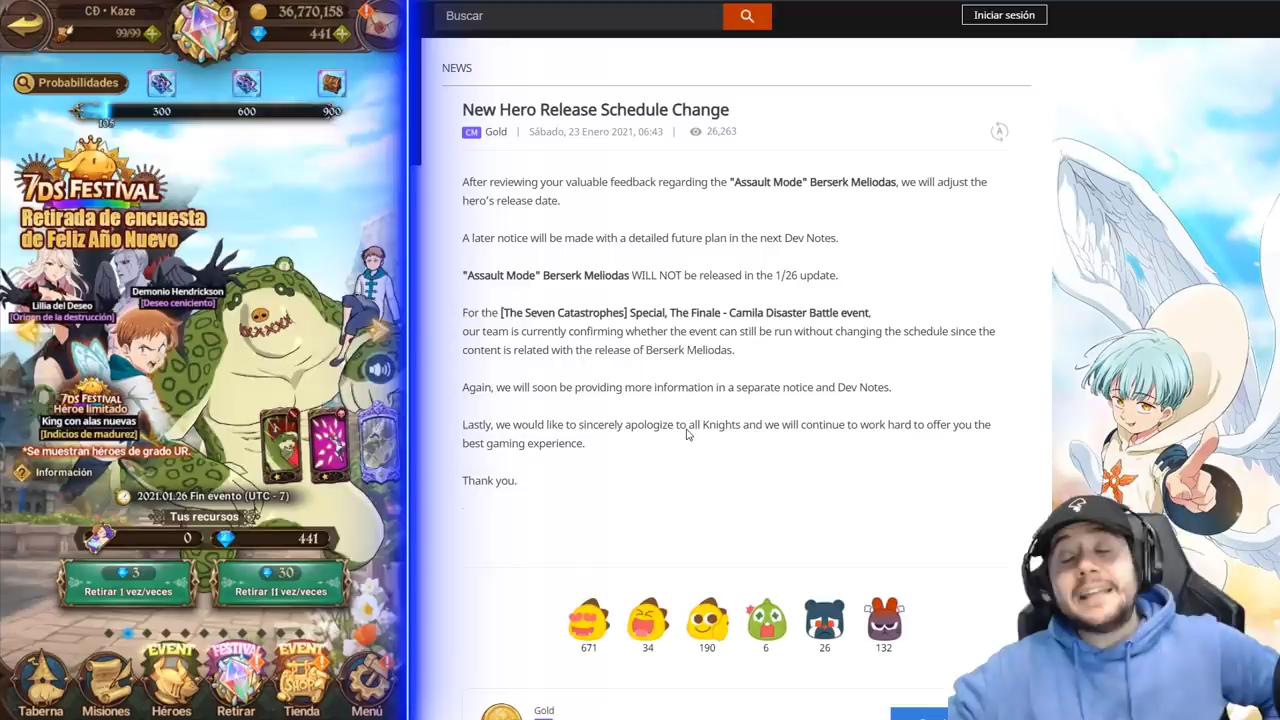 CĐ • Kaze
36,770,158
99/99
441
Probabilidades
300
600
900
105
7DS FESTIVAL
Retirada de encuesta
de Feliz Año Nuevo
Demonio Hendrickson
[Deseo ceniciento]
Lillia del Deseo
[Origen de la destrucción]
7DS FESTIVAL
Héroe limitado
King con alas nuevas
[Indicios de madurez]
*Se muestran héroes de grado UR.
Información
2021.01.26 Fin evento (UTC - 7)
Tus recursos
0
441
3
Retirar 1 vez/veces
30
Retirar 11 vez/veces
EVENT
FESTIVAL
EVENT
SHOP
Taberna
Misiones
Héroes
Retirar
Tienda
Menú
Buscar
Iniciar sesión
NEWS
New Hero Release Schedule Change
CM Gold | Sábado, 23 Enero 2021, 06:43 | 26,263
A
After reviewing your valuable feedback regarding the "Assault Mode" Berserk Meliodas, we will adjust the
hero's release date.
A later notice will be made with a detailed future plan in the next Dev Notes.
"Assault Mode" Berserk Meliodas WILL NOT be released in the 1/26 update.
For the [The Seven Catastrophes] Special, The Finale - Camila Disaster Battle event,
our team is currently confirming whether the event can still be run without changing the schedule since the
content is related with the release of Berserk Meliodas.
Again, we will soon be providing more information in a separate notice and Dev Notes.
Lastly, we would like to sincerely apologize to all Knights and we will continue to work hard to offer you the
best gaming experience.
Thank you.
671
34
190
6
26
132
Gold